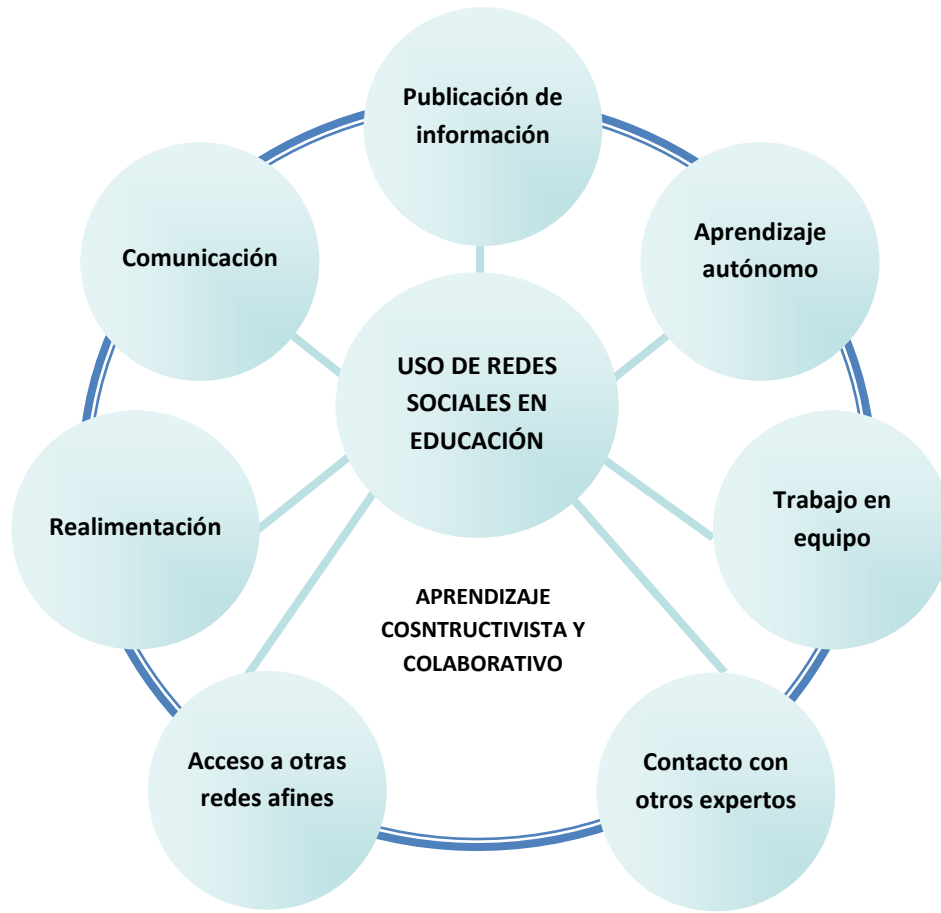 Publicación de
información
Aprendizaje
autónomo
Comunicación
USO DE REDES
SOCIALES EN
EDUCACIÓN
Trabajo en
equipo
Realimentación
APRENDIZAJE
COSNTRUCTIVISTA Y
COLABORATIVO
Contacto con
otros expertos
Acceso a otras
redes afines